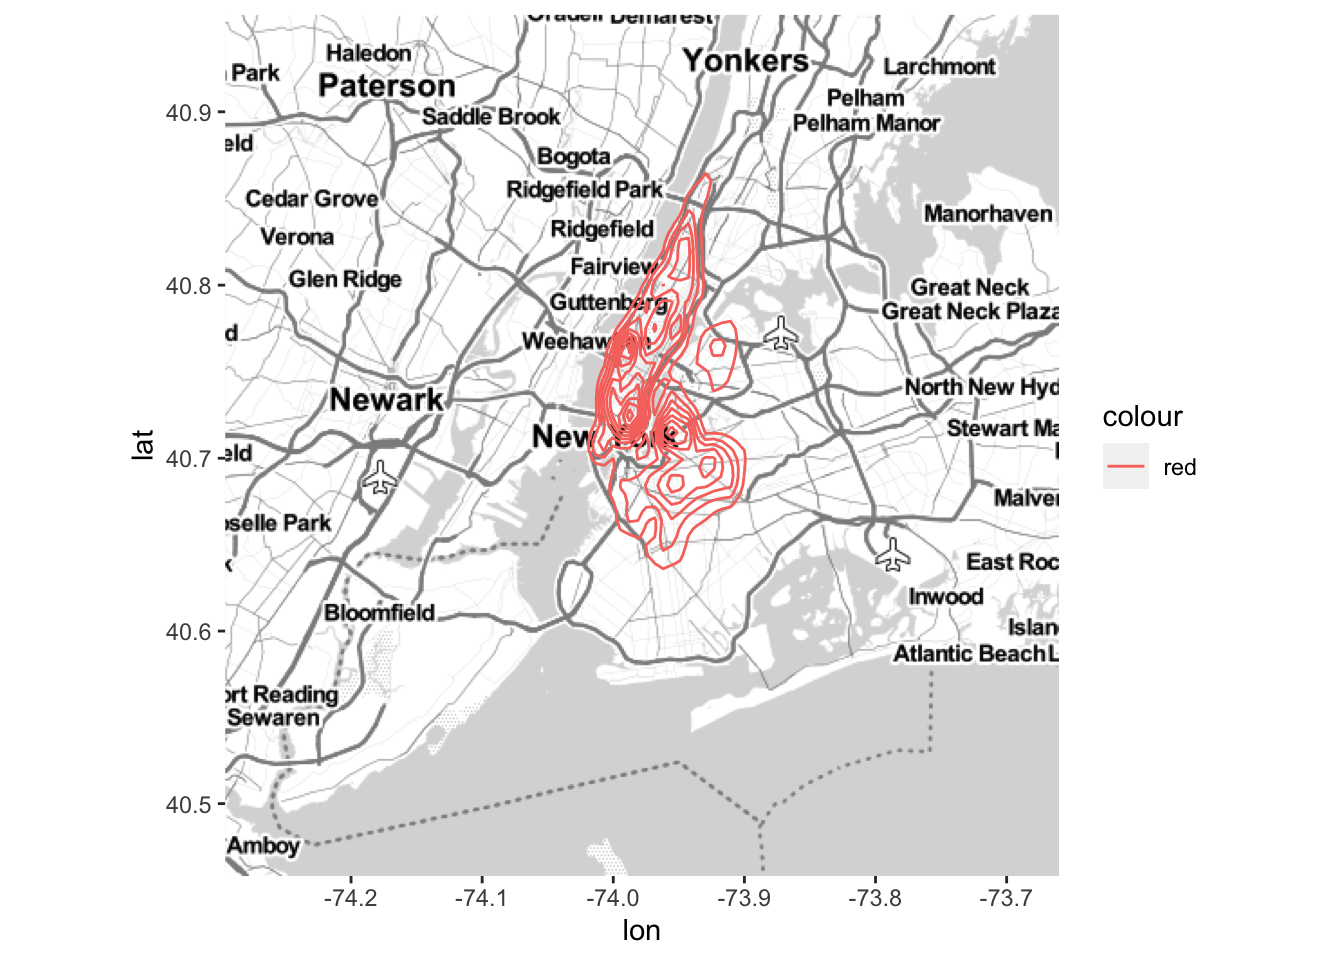 Oradell Demarest
Haledon
Yonkers
Park
Paterson
Larchmont
Pelham
40.9
Saddle Brook
Pelham Manor
eld
Bogota
Ridgefield Park
Cedar Grove
Manorhaven
Verona
Ridgefield
Fairview
Glen Ridge
40.8
Great Neck
Guttenberg
Great Neck Plaza
d
Weehawken
North New Hyd
Newark
colour
Stewart Ma
New York
lat
eld
40.7
red
Malver
oselle Park
East Roc
Inwood
Bloomfield
40.6
Islan
Atlantic Beach L
ort Reading
Sewaren
40.5
Amboy
-74.2 -74.1 -74.0 -73.9 -73.8 -73.7
lon